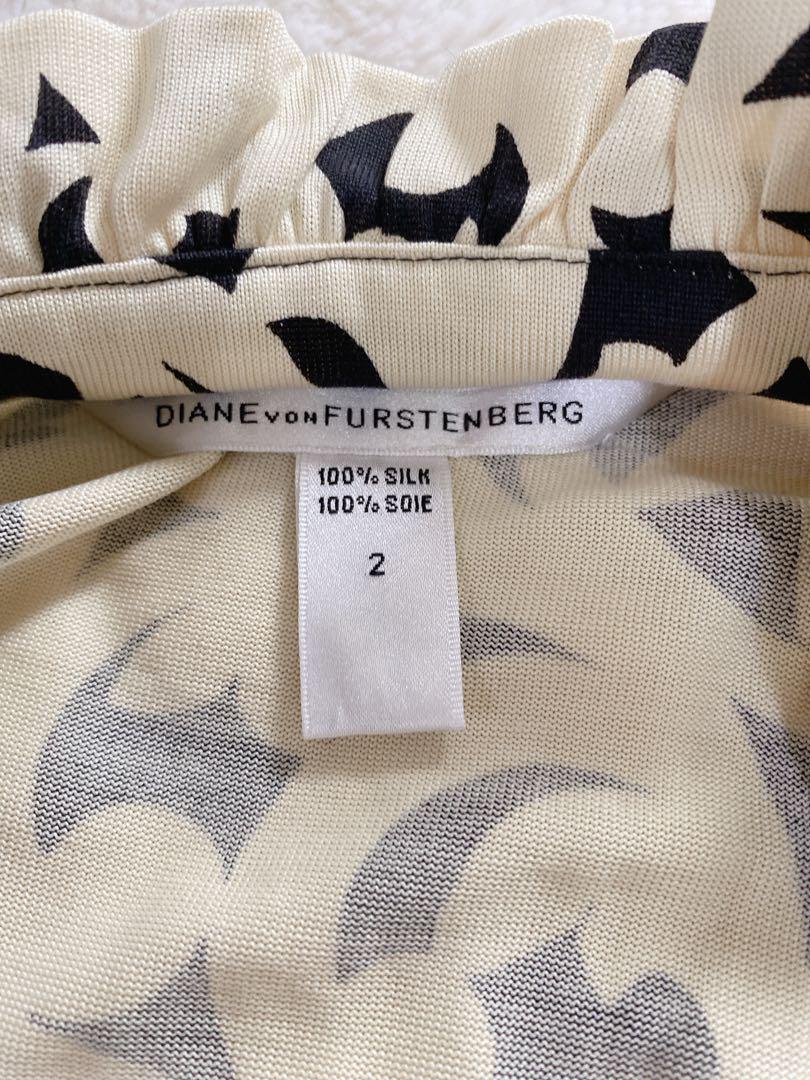 DIANE VON FURSTENBERG
100% SILK
100% SOIE
2